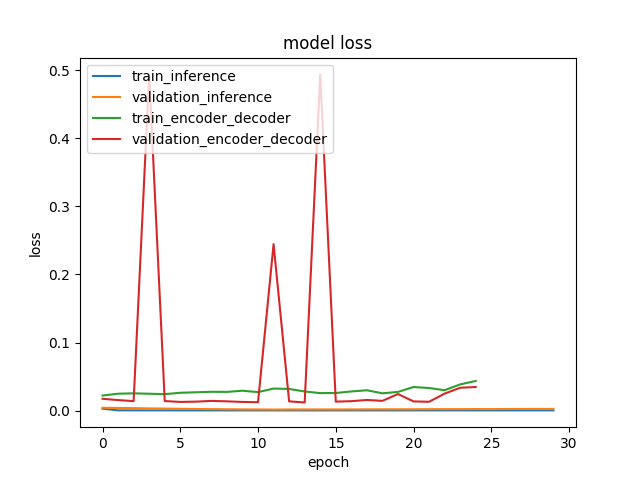 model loss
train_inference
validation_inference
train_encoder_decoder
validation_encoder_decoder
0.5
0.4
0.3
0.2
0.1
0.0
loss
0 5 10 15 20 25 30
epoch